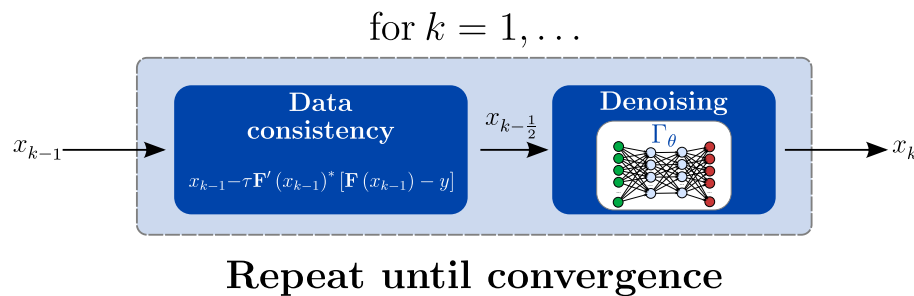 for k = 1, …
Data
consistency
Denoising
Γ_θ
x_{k−1}
x_{k−1}−τF′(x_{k−1})*[F(x_{k−1})−y]
x_{k−\frac{1}{2}}
x_k
Repeat until convergence